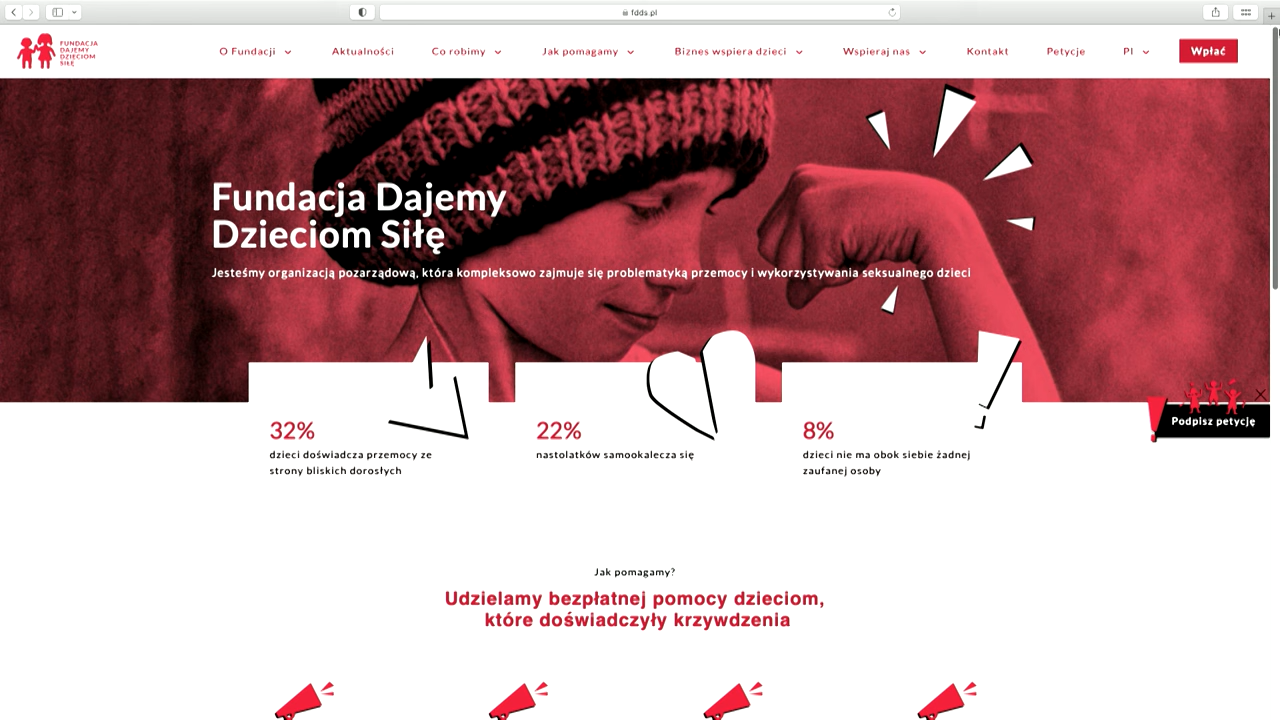 fdds.pl
FUNDACJA
DAJEMY
DZIECIOM
SIŁĘ
O Fundacji
Aktualności
Co robimy
Jak pomagamy
Biznes wspiera dzieci
Wspieraj nas
Kontakt
Petycje
Pl
Wpłać
Fundacja Dajemy
Dzieciom Siłę
Jesteśmy organizacją pozarządową, która kompleksowo zajmuje się problematyką przemocy i wykorzystywania seksualnego dzieci
Podpisz petycję
32%
dzieci doświadcza przemocy ze
strony bliskich dorosłych
22%
nastolatków samookalecza się
8%
dzieci nie ma obok siebie żadnej
zaufanej osoby
Jak pomagamy?
Udzielamy bezpłatnej pomocy dzieciom,
które doświadczyły krzywdzenia